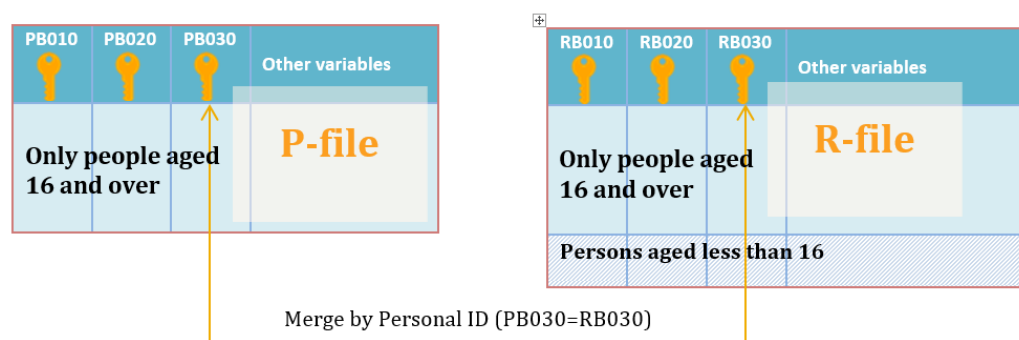 PB010 PB020 PB030
Other variables
P-file
Only people aged
16 and over
RB010 RB020 RB030
Other variables
R-file
Only people aged
16 and over
Persons aged less than 16
Merge by Personal ID (PB030=RB030)